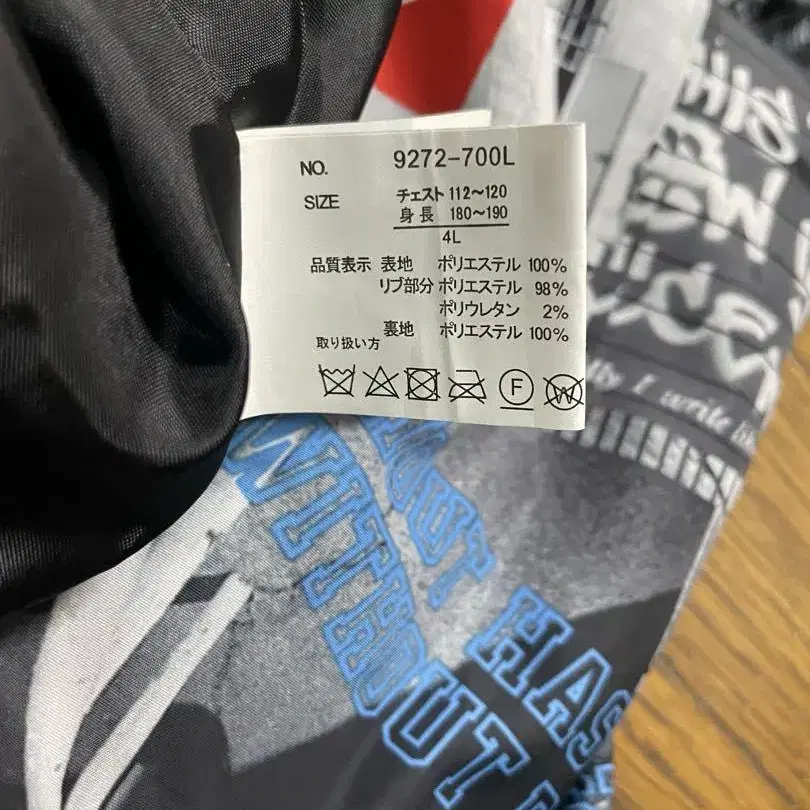 NO. 9272-700L
SIZE チェスト 112～120
身長 180～190
4L
品質表示 表地 ポリエステル 100%
リブ部分 ポリエステル 98%
ポリウレタン 2%
裏地 ポリエステル 100%
取り扱い方
F
W
I write
WITHOUT
HAS